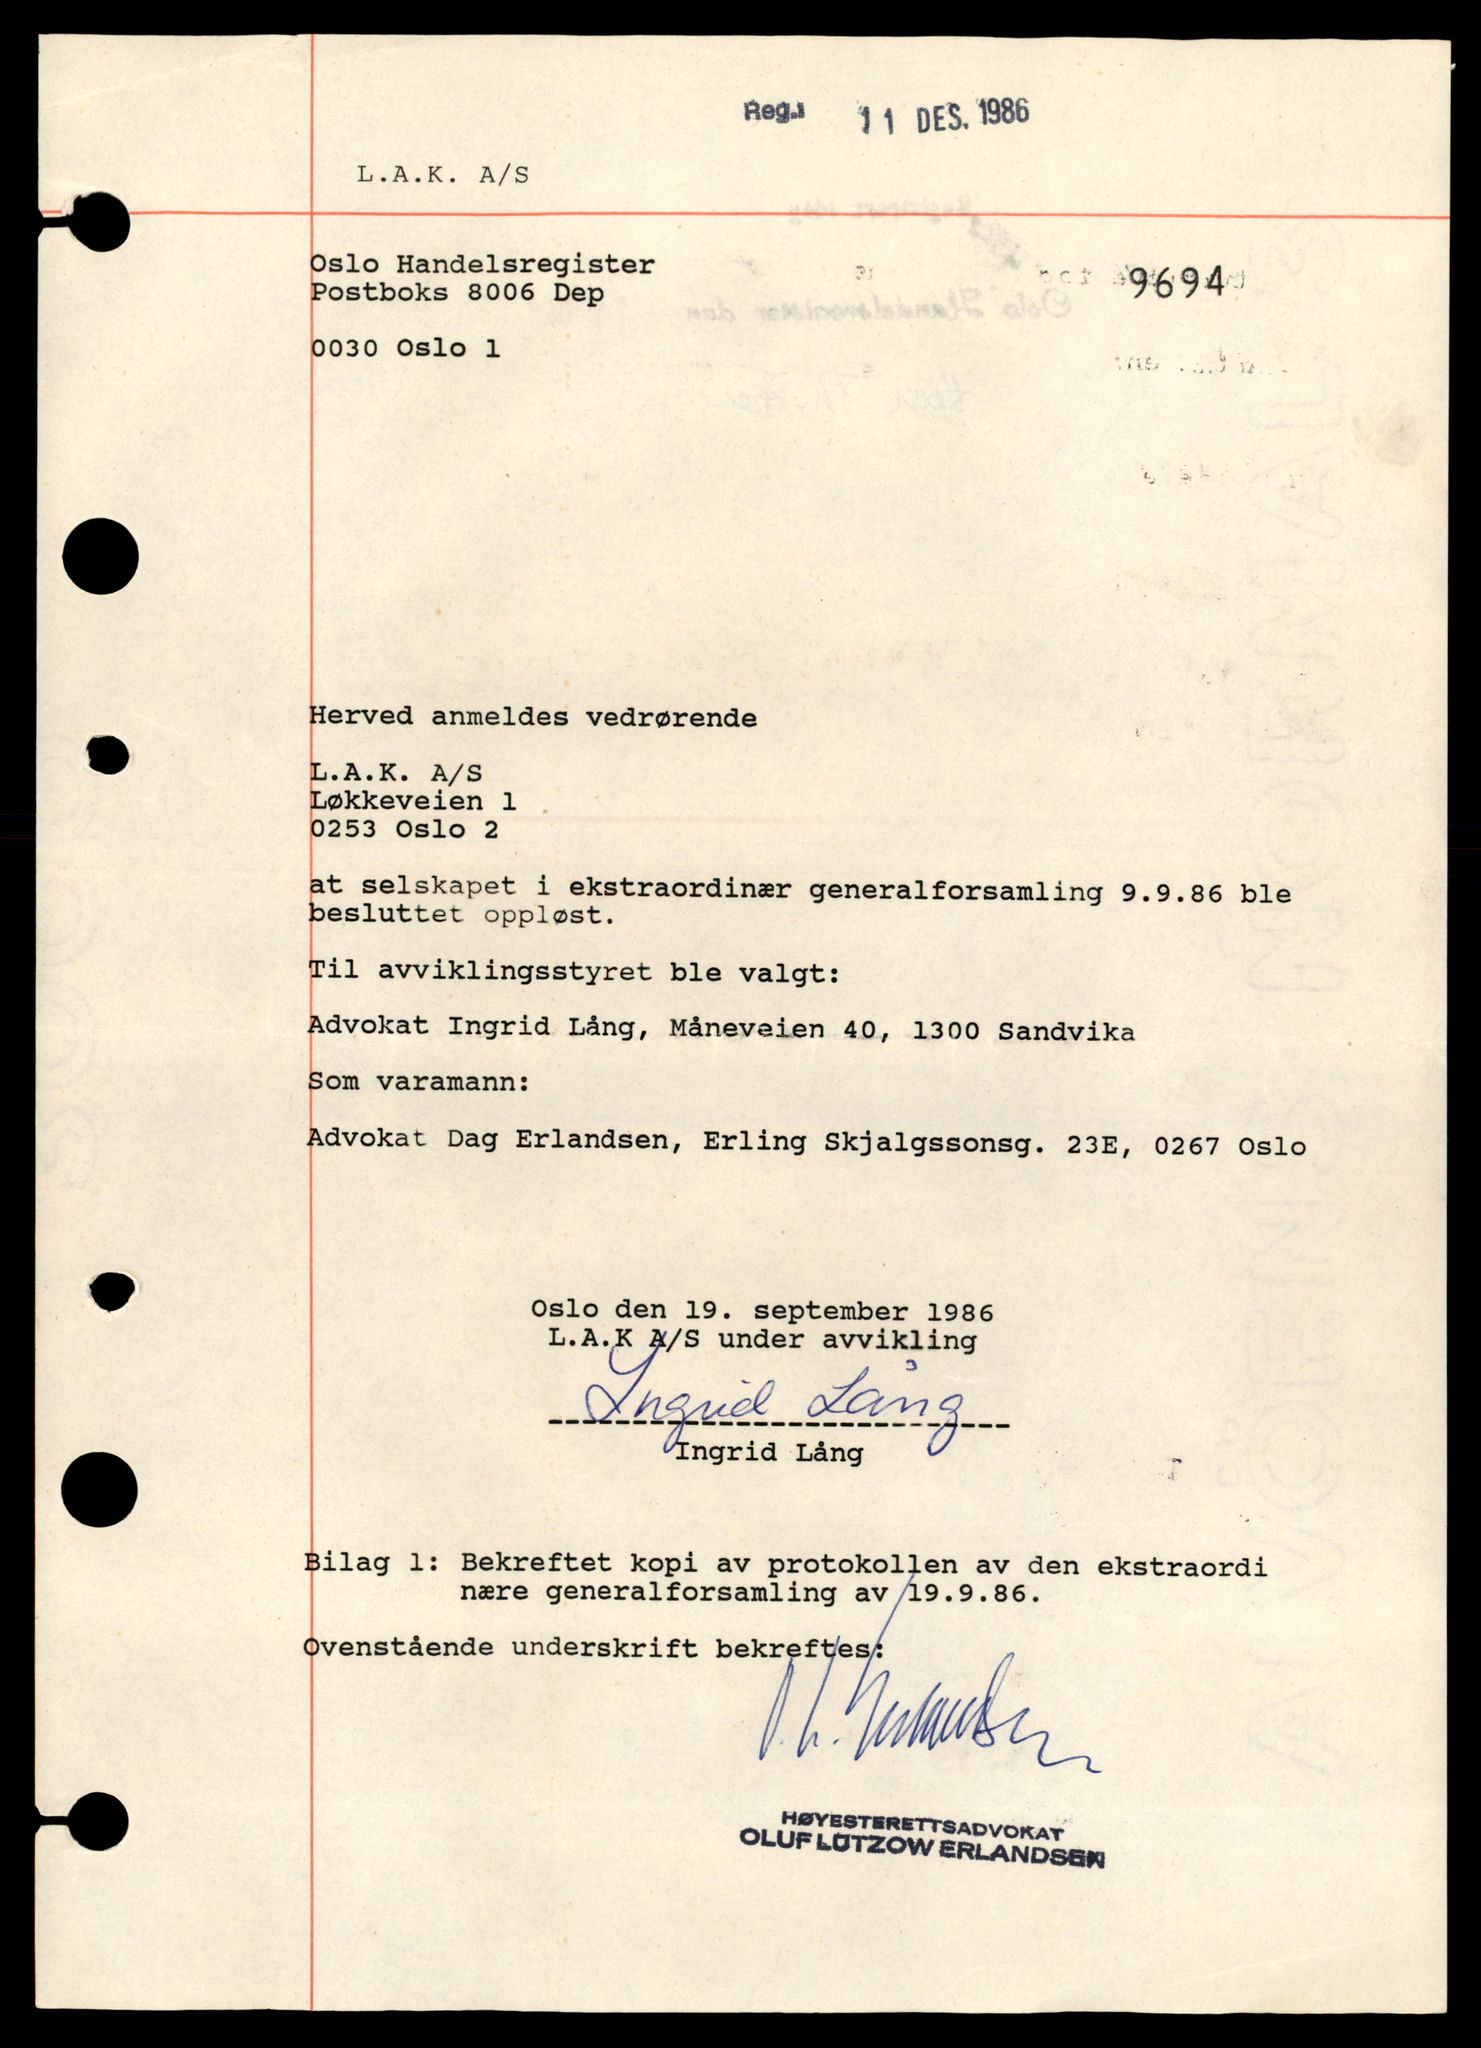 Reg. 11 DES. 1986
L.A.K. A/S
Oslo Handelsregister
Postboks 8006 Dep
9694
0030 Oslo 1
Herved anmeldes vedrørende
L.A.K. A/S
Løkkeveien 1
0253 Oslo 2
at selskapet i ekstraordinær generalforsamling 9.9.86 ble
besluttet oppløst.
Til avviklingsstyret ble valgt:
Advokat Ingrid Lång, Måneveien 40, 1300 Sandvika
Som varamann:
Advokat Dag Erlandsen, Erling Skjalgssonsg. 23E, 0267 Oslo
Oslo den 19. september 1986
L.A.K A/S under avvikling
Ingrid Lång
Ingrid Lång
Bilag 1: Bekreftet kopi av protokollen av den ekstraordi
nære generalforsamling av 19.9.86.
Ovenstående underskrift bekreftes:
O. L. Erlandsen
HØYESTERETTSADVOKAT
OLUF LÜTZOW ERLANDSEN